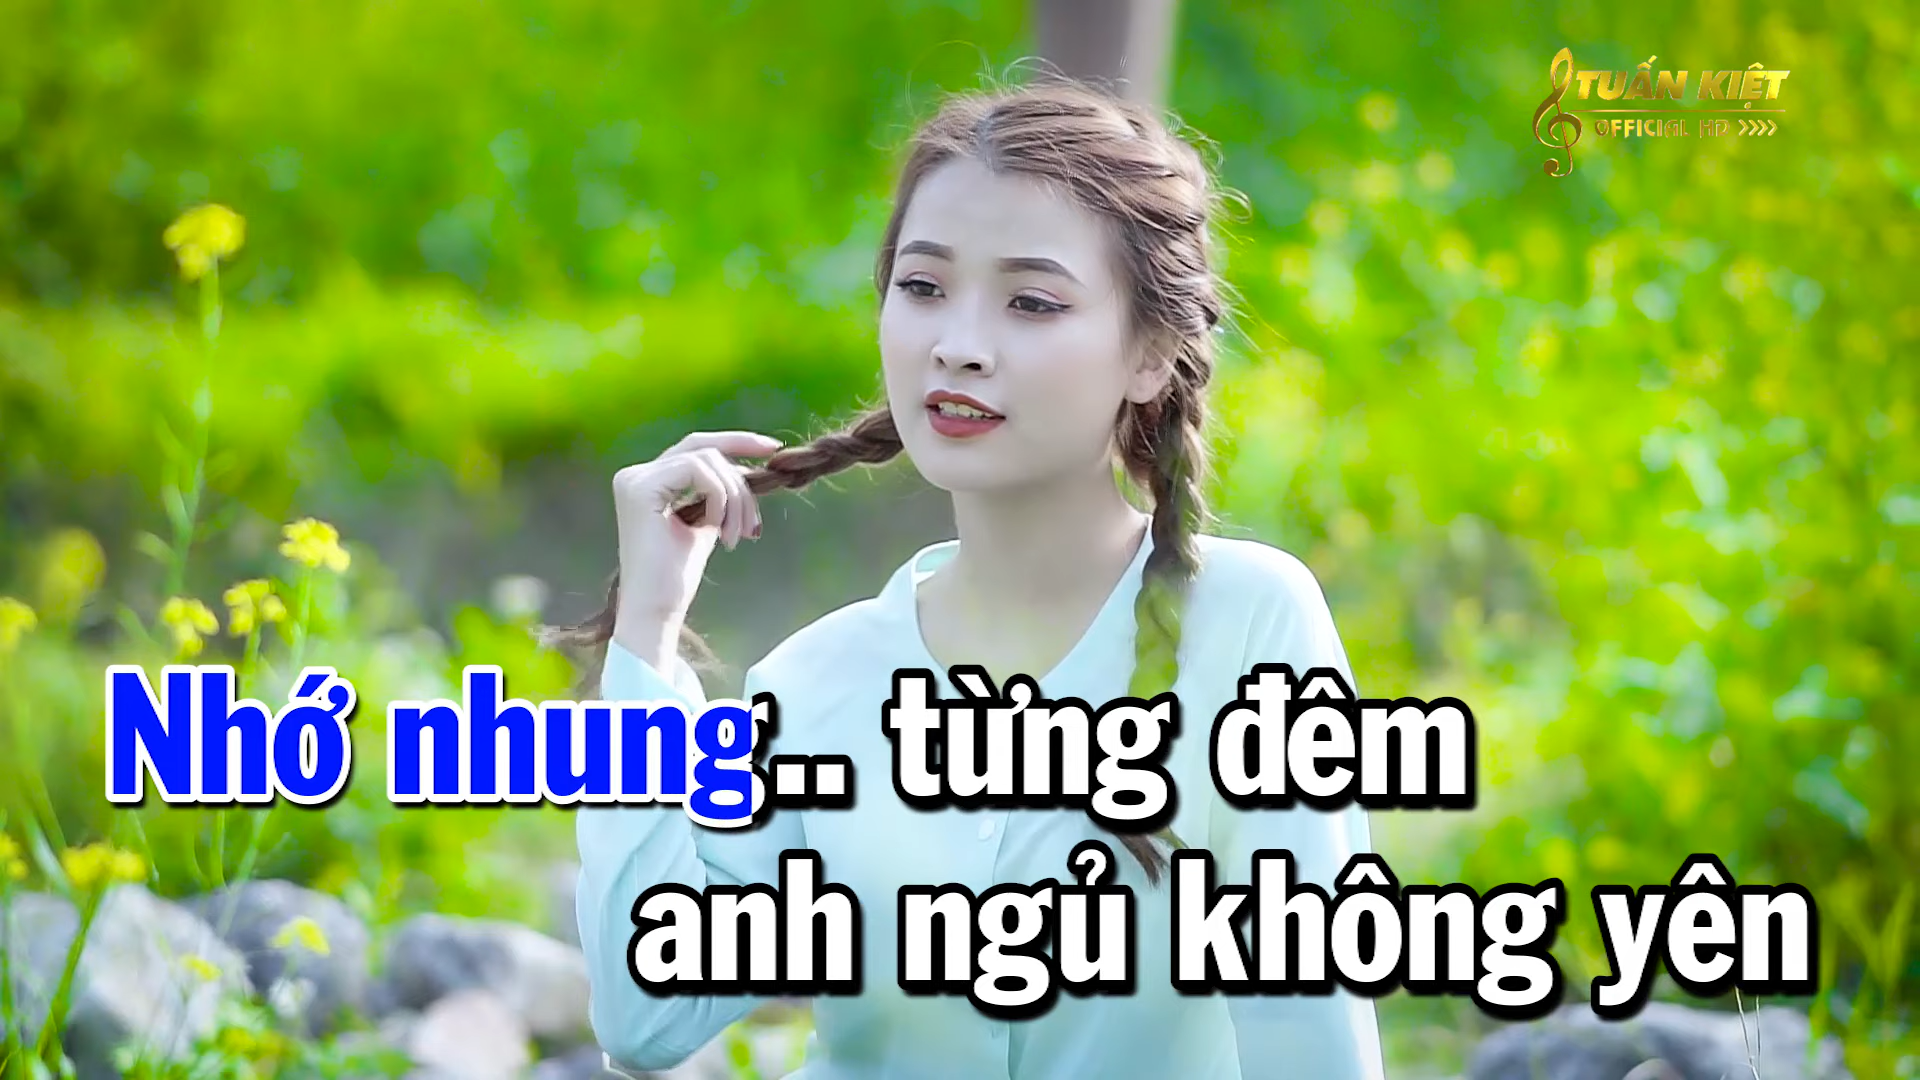 TUẤN KIỆT
OFFICIAL HD >>>>
Nhớ nhung.. từng đêm
anh ngủ không yên